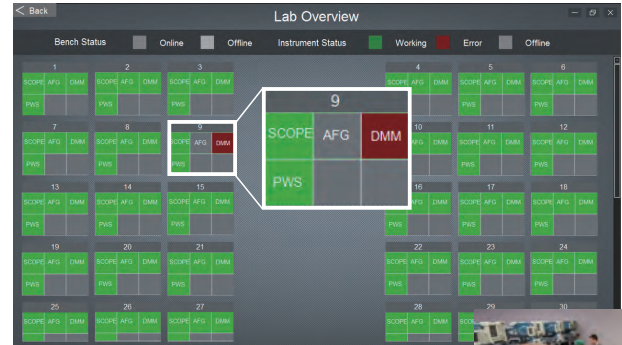 < Back
Lab Overview
Bench Status Online Offline Instrument Status Working Error Offline
1 2 3 4 5 6
SCOPE AFG DMM SCOPE AFG DMM SCOPE AFG DMM SCOPE AFG DMM SCOPE AFG DMM SCOPE AFG DMM
PWS PWS PWS PWS PWS PWS
9
SCOPE AFG DMM
PWS
7 8 9 10 11 12
SCOPE AFG DMM SCOPE AFG DMM SCOPE AFG DMM DMM SCOPE AFG DMM SCOPE AFG DMM
PWS PWS PWS PWS PWS
13 14 15 16 17 18
SCOPE AFG DMM SCOPE AFG DMM SCOPE AFG DMM SCOPE AFG DMM SCOPE AFG DMM SCOPE AFG DMM
PWS PWS PWS PWS PWS PWS
19 20 21 22 23 24
SCOPE AFG DMM SCOPE AFG DMM SCOPE AFG DMM SCOPE AFG DMM SCOPE AFG DMM SCOPE AFG DMM
PWS PWS PWS PWS PWS PWS
25 26 27 28 29 30
SCOPE AFG DMM SCOPE AFG DMM SCOPE AFG DMM SCOPE AFG DMM